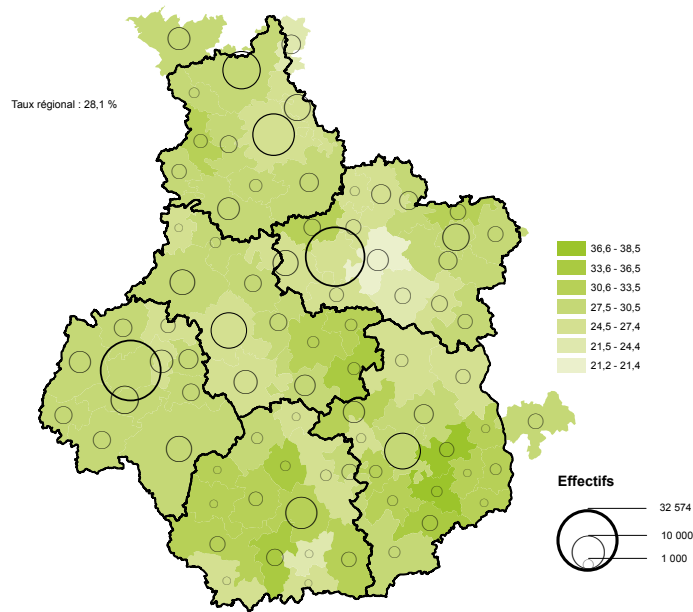 Taux régional : 28,1 %
36,6 - 38,5
33,6 - 36,5
30,6 - 33,5
27,5 - 30,5
24,5 - 27,4
21,5 - 24,4
21,2 - 21,4
Effectifs
32 574
10 000
1 000